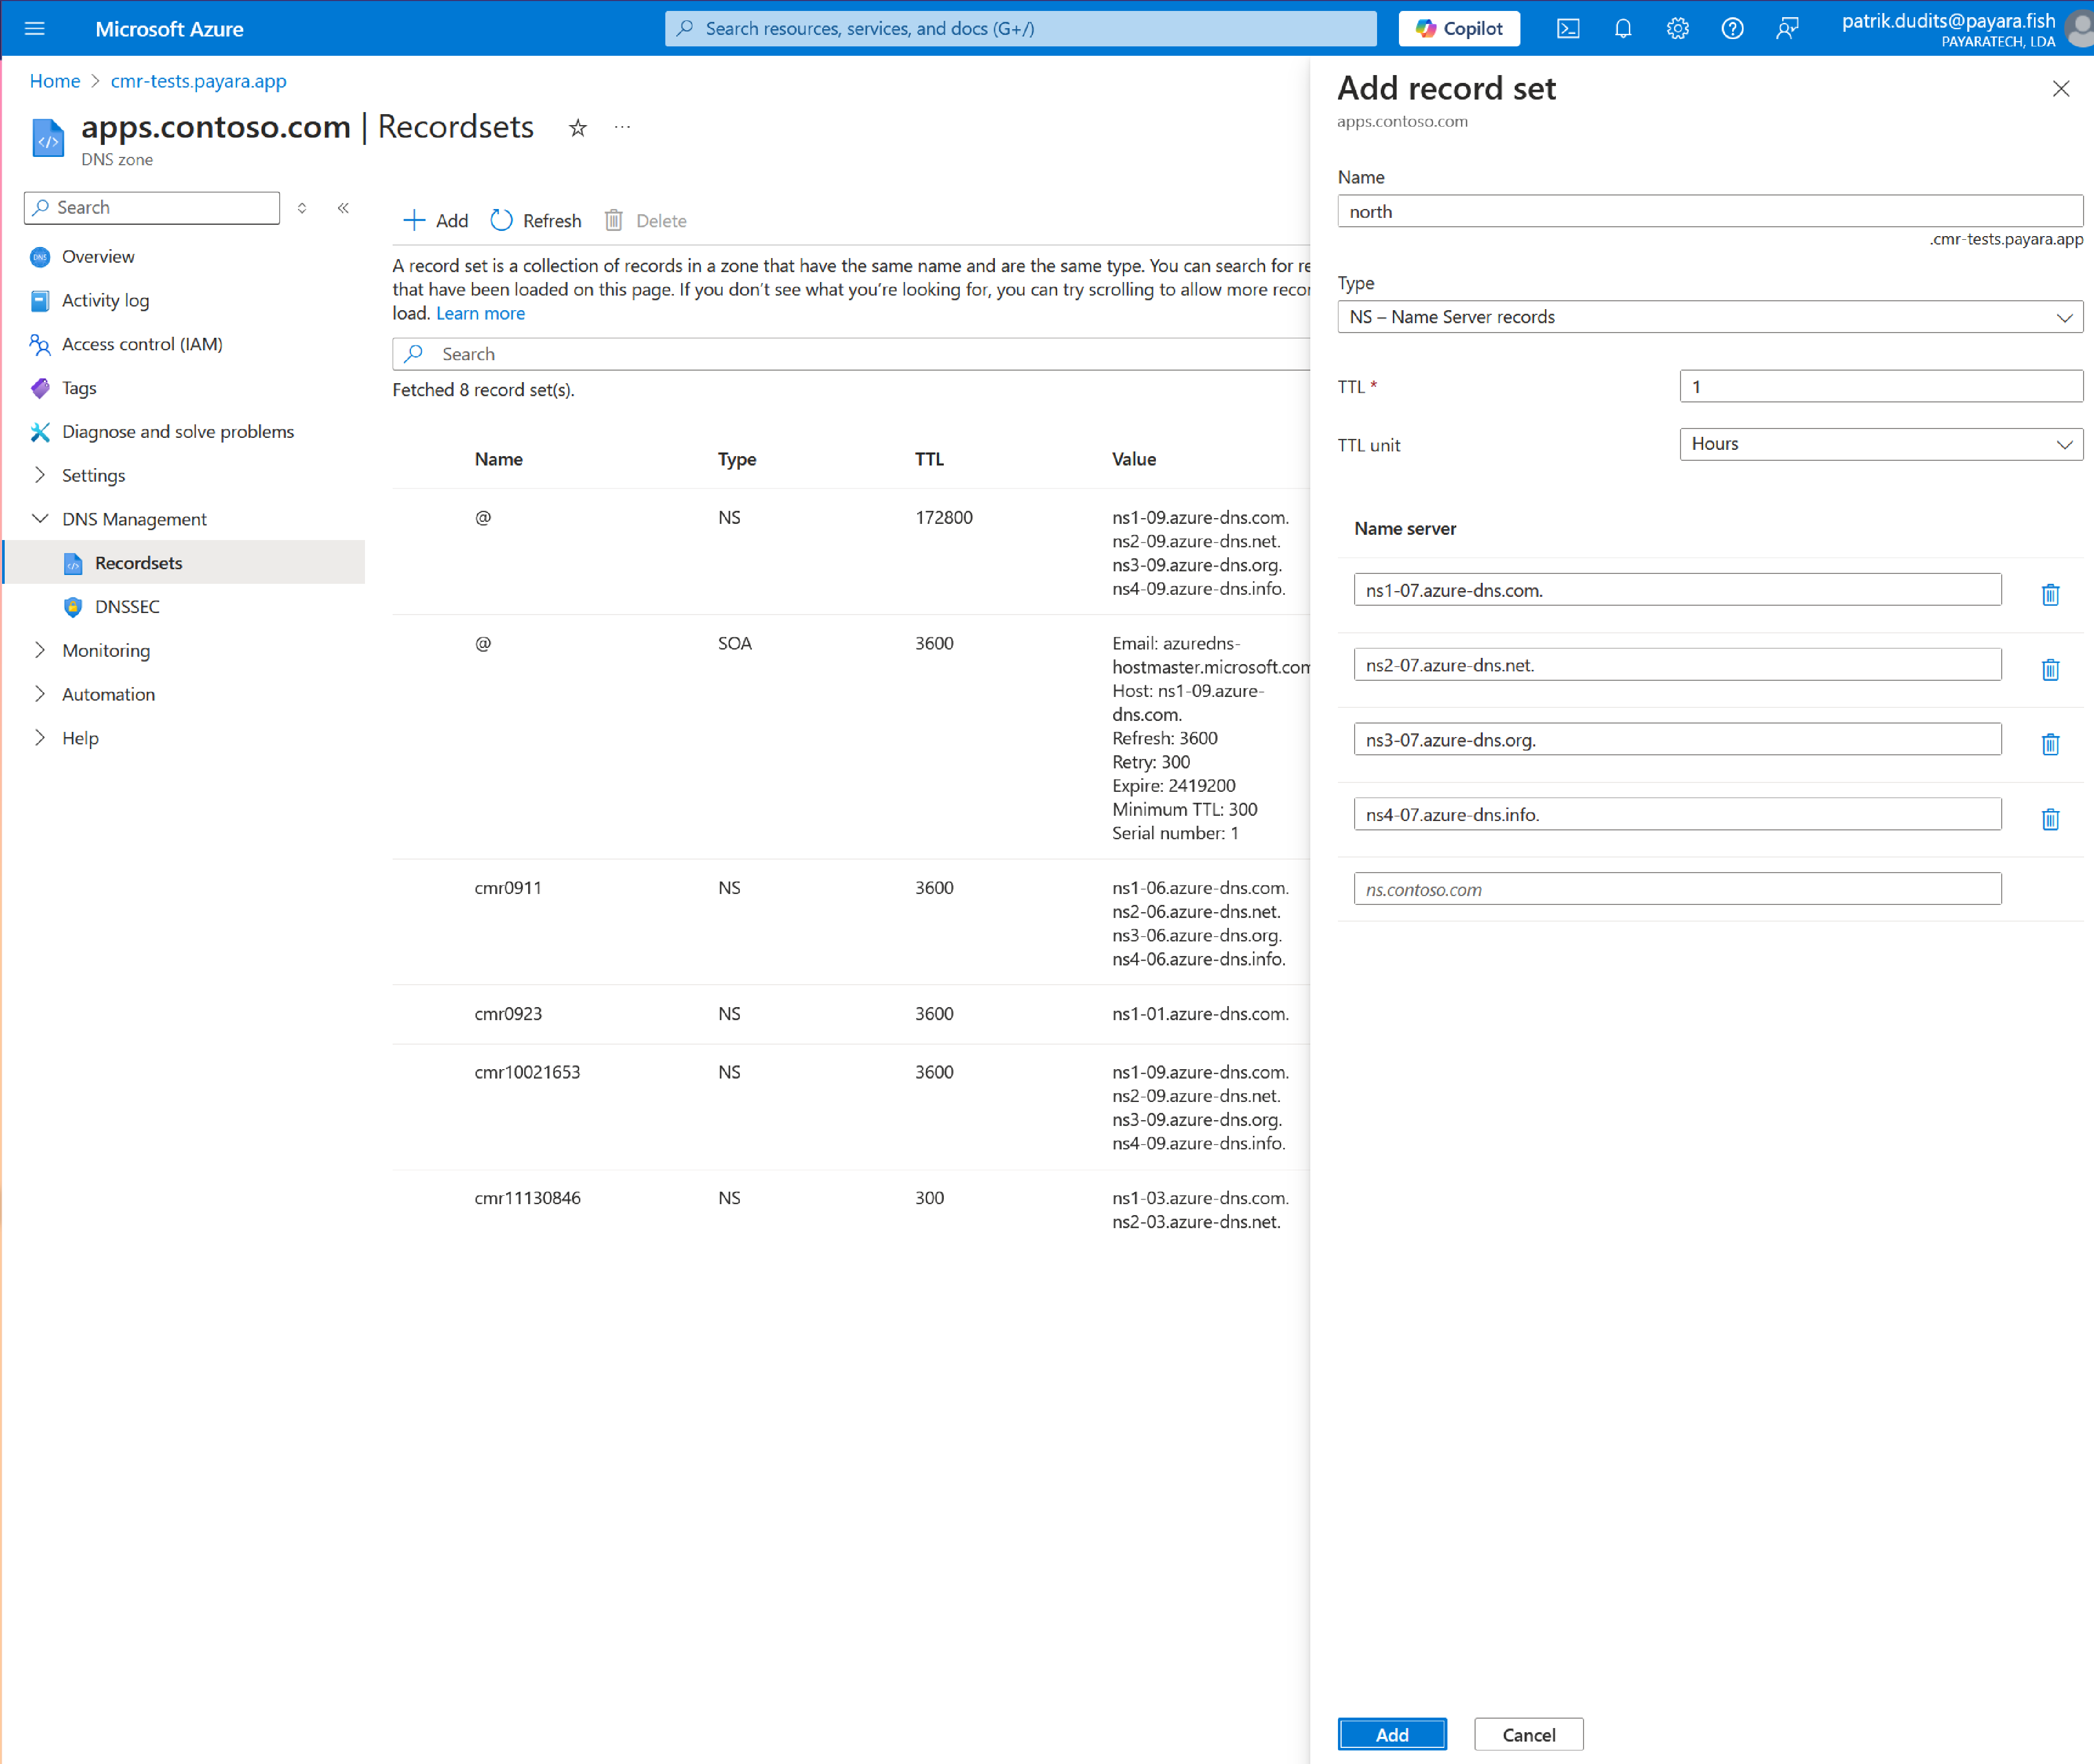 Microsoft Azure
Search resources, services, and docs (G+/)
Copilot
patrik.dudits@payara.fish
PAYARATECH, LDA
Home > cmr-tests.payara.app
apps.contoso.com | Recordsets
DNS zone
Search
Overview
Activity log
Access control (IAM)
Tags
Diagnose and solve problems
Settings
DNS Management
Recordsets
DNSSEC
Monitoring
Automation
Help
Add Refresh Delete
A record set is a collection of records in a zone that have the same name and are the same type. You can search for re
that have been loaded on this page. If you don't see what you're looking for, you can try scrolling to allow more recor
load. Learn more
Search
Fetched 8 record set(s).
Name Type TTL Value
@ NS 172800 ns1-09.azure-dns.com.
ns2-09.azure-dns.net.
ns3-09.azure-dns.org.
ns4-09.azure-dns.info.
@ SOA 3600 Email: azuredns-
hostmaster.microsoft.com
Host: ns1-09.azure-
dns.com.
Refresh: 3600
Retry: 300
Expire: 2419200
Minimum TTL: 300
Serial number: 1
cmr0911 NS 3600 ns1-06.azure-dns.com.
ns2-06.azure-dns.net.
ns3-06.azure-dns.org.
ns4-06.azure-dns.info.
cmr0923 NS 3600 ns1-01.azure-dns.com.
cmr10021653 NS 3600 ns1-09.azure-dns.com.
ns2-09.azure-dns.net.
ns3-09.azure-dns.org.
ns4-09.azure-dns.info.
cmr11130846 NS 300 ns1-03.azure-dns.com.
ns2-03.azure-dns.net.
Add record set
apps.contoso.com
Name
north
.cmr-tests.payara.app
Type
NS – Name Server records
TTL * 1
TTL unit Hours
Name server
ns1-07.azure-dns.com.
ns2-07.azure-dns.net.
ns3-07.azure-dns.org.
ns4-07.azure-dns.info.
ns.contoso.com
Add Cancel